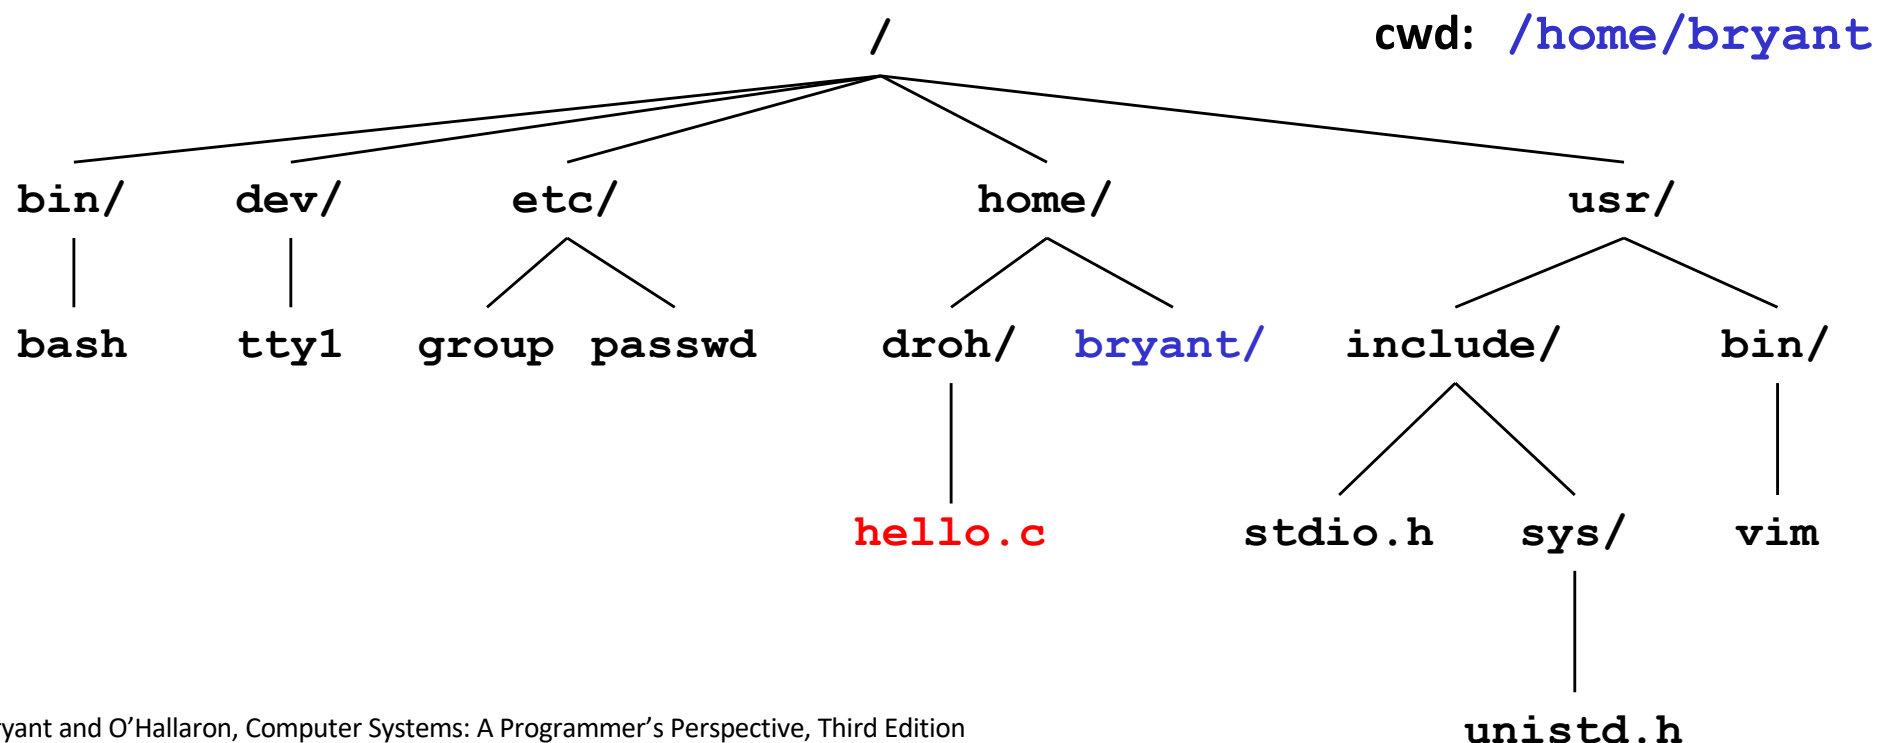 /
cwd: /home/bryant
bin/ dev/ etc/ home/ usr/
bash tty1 group passwd droh/ bryant/ include/ bin/
hello.c stdio.h sys/ vim
unistd.h
ryant and O’Hallaron, Computer Systems: A Programmer’s Perspective, Third Edition